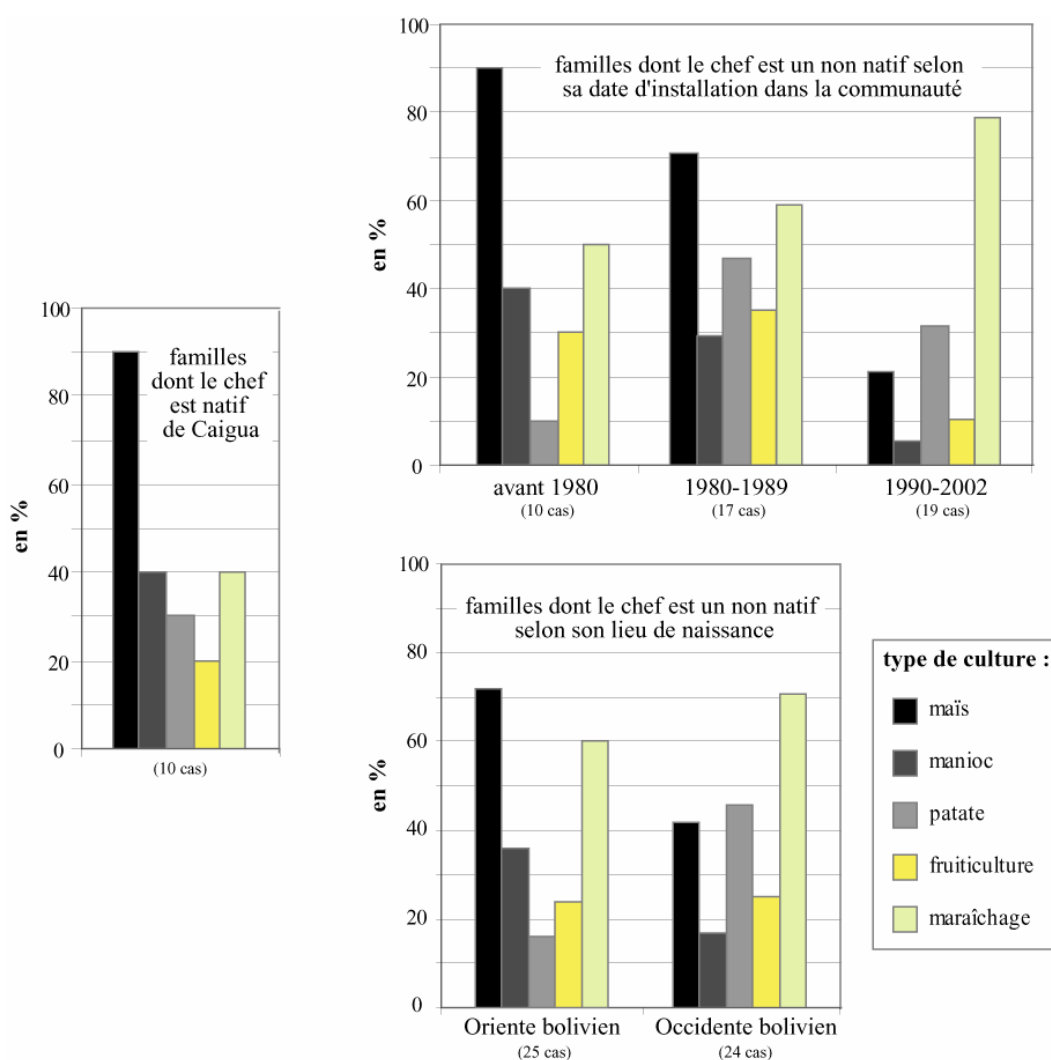 100
80
60
40
20
0
en %
familles
dont le chef
est natif
de Caigua
(10 cas)
100
80
60
40
20
0
en %
familles dont le chef est un non natif selon
sa date d'installation dans la communauté
avant 1980
(10 cas)
1980-1989
(17 cas)
1990-2002
(19 cas)
100
80
60
40
20
0
en %
familles dont le chef est un non natif
selon son lieu de naissance
Oriente bolivien
(25 cas)
Occidente bolivien
(24 cas)
type de culture :
maïs
manioc
patate
fruiticulture
maraîchage